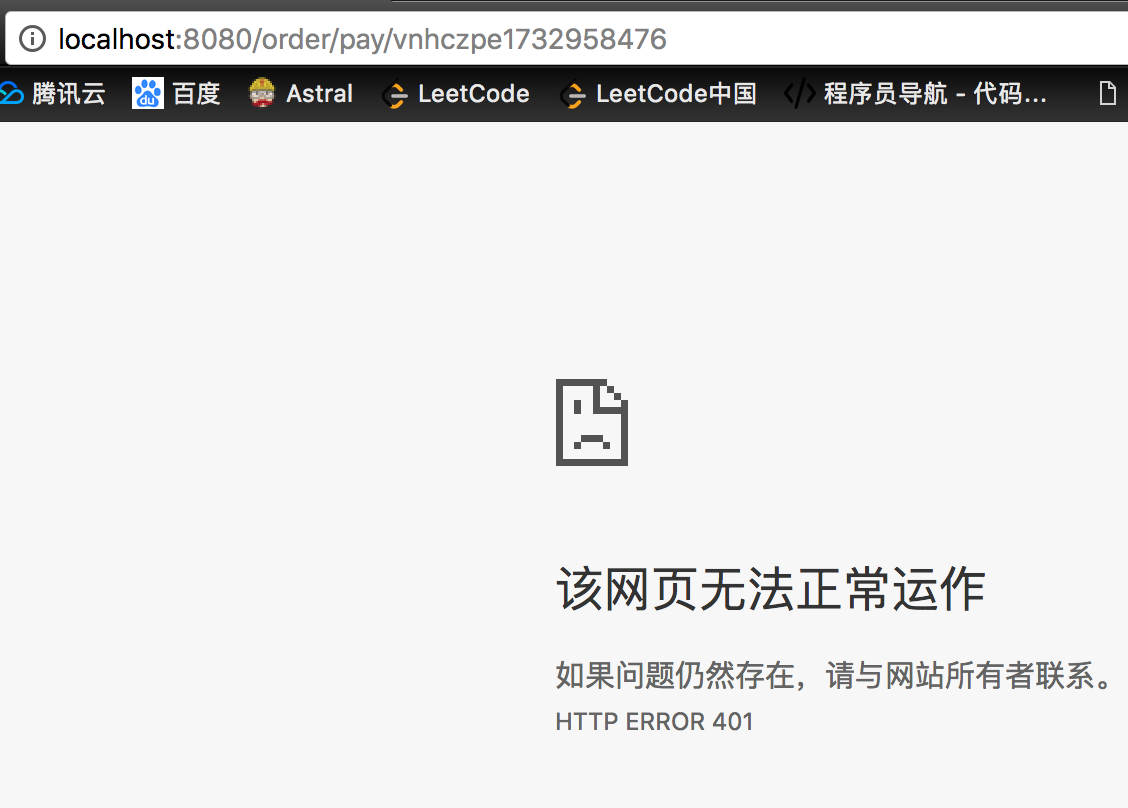 localhost:8080/order/pay/vnhczpe1732958476
腾讯云 du 百度 Astral LeetCode LeetCode中国 </> 程序员导航 - 代码...
该网页无法正常运作
如果问题仍然存在，请与网站所有者联系。
HTTP ERROR 401